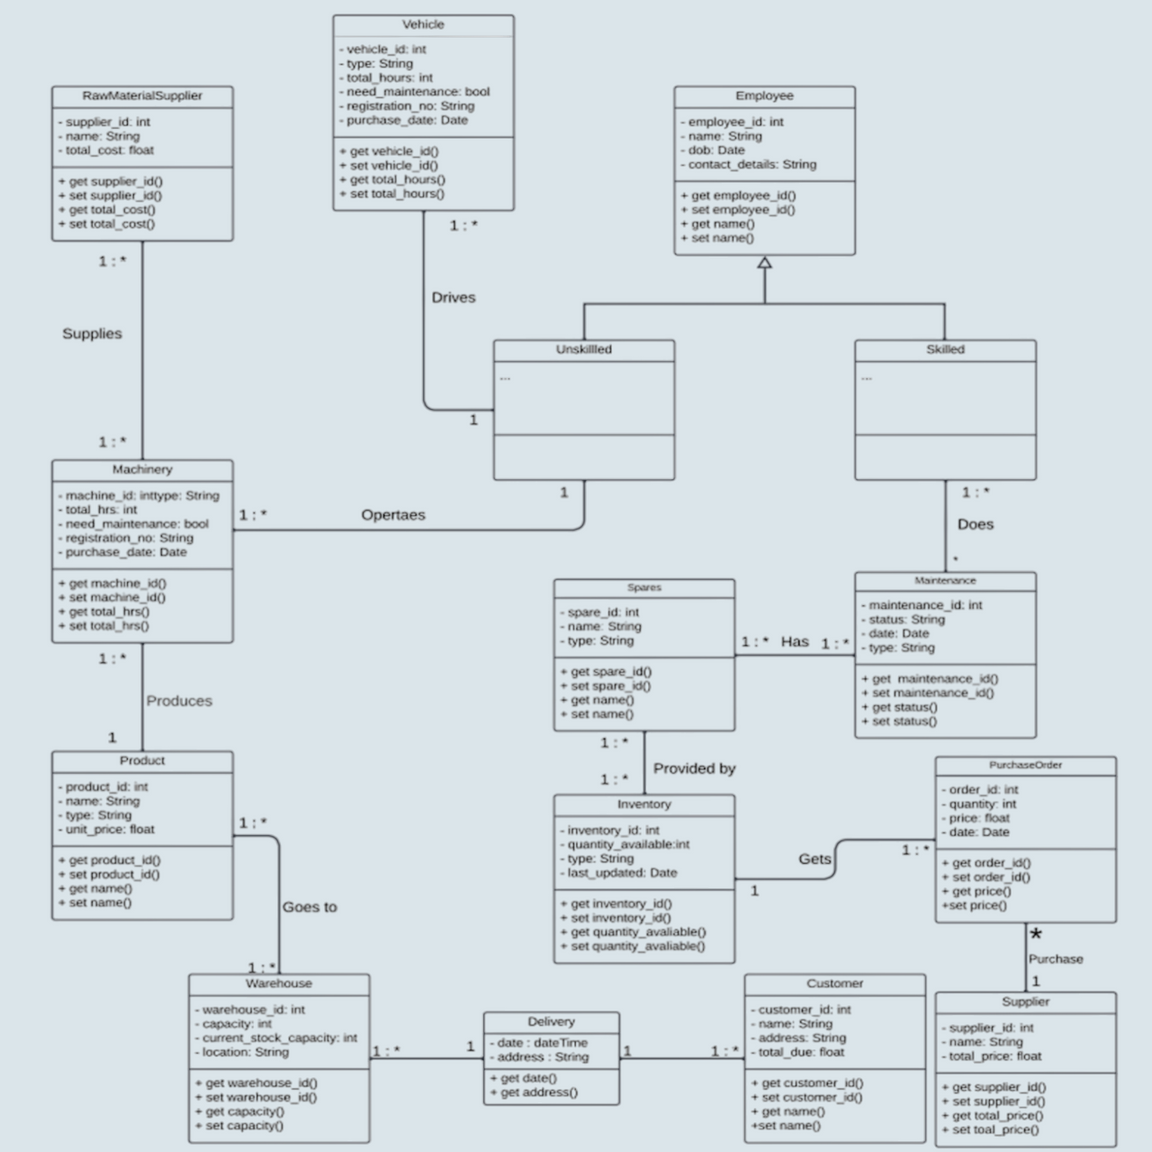 Vehicle
- vehicle_id: int
- type: String
- total_hours: int
- need_maintenance: bool
- registration_no: String
- purchase_date: Date
+ get vehicle_id()
+ set vehicle_id()
+ get total_hours()
+ set total_hours()
1 : *
Drives
1
RawMaterialSupplier
- supplier_id: int
- name: String
- total_cost: float
+ get supplier_id()
+ set supplier_id()
+ get total_cost()
+ set total_cost()
1 : *
Supplies
1 : *
Employee
- employee_id: int
- name: String
- dob: Date
- contact_details: String
+ get employee_id()
+ set employee_id()
+ get name()
+ set name()
Unskillled
...
1
Skilled
...
1 : *
Does
*
Machinery
- machine_id: inttype: String
- total_hrs: int
- need_maintenance: bool
- registration_no: String
- purchase_date: Date
+ get machine_id()
+ set machine_id()
+ get total_hrs()
+ set total_hrs()
1 : *
Opertaes
1 : *
Produces
1
Spares
- spare_id: int
- name: String
- type: String
+ get spare_id()
+ set spare_id()
+ get name()
+ set name()
1 : * Has 1 : *
Maintenance
- maintenance_id: int
- status: String
- date: Date
- type: String
+ get  maintenance_id()
+ set maintenance_id()
+ get status()
+ set status()
1 : *
Provided by
1 : *
Product
- product_id: int
- name: String
- type: String
- unit_price: float
+ get product_id()
+ set product_id()
+ get name()
+ set name()
1 : *
Goes to
1 : *
Inventory
- inventory_id: int
- quantity_available:int
- type: String
- last_updated: Date
+ get inventory_id()
+ set inventory_id()
+ get quantity_avaliable()
+ set quantity_avaliable()
1
Gets
1 : *
PurchaseOrder
- order_id: int
- quantity: int
- price: float
- date: Date
+ get order_id()
+ set order_id()
+ get price()
+set price()
*
Purchase
1
Warehouse
- warehouse_id: int
- capacity: int
- current_stock_capacity: int
- location: String
+ get warehouse_id()
+ set warehouse_id()
+ get capacity()
+ set capacity()
1 : *
1
Delivery
- date : dateTime
- address : String
+ get date()
+ get address()
1
1 : *
Customer
- customer_id: int
- name: String
- address: String
- total_due: float
+ get customer_id()
+ set customer_id()
+ get name()
+set name()
Supplier
- supplier_id: int
- name: String
- total_price: float
+ get supplier_id()
+ set supplier_id()
+ get total_price()
+ set toal_price()